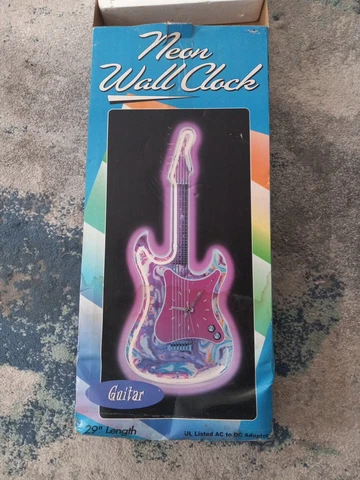 Neon
Wall Clock
Guitar
29" Length
UL Listed AC to DC Adaptor